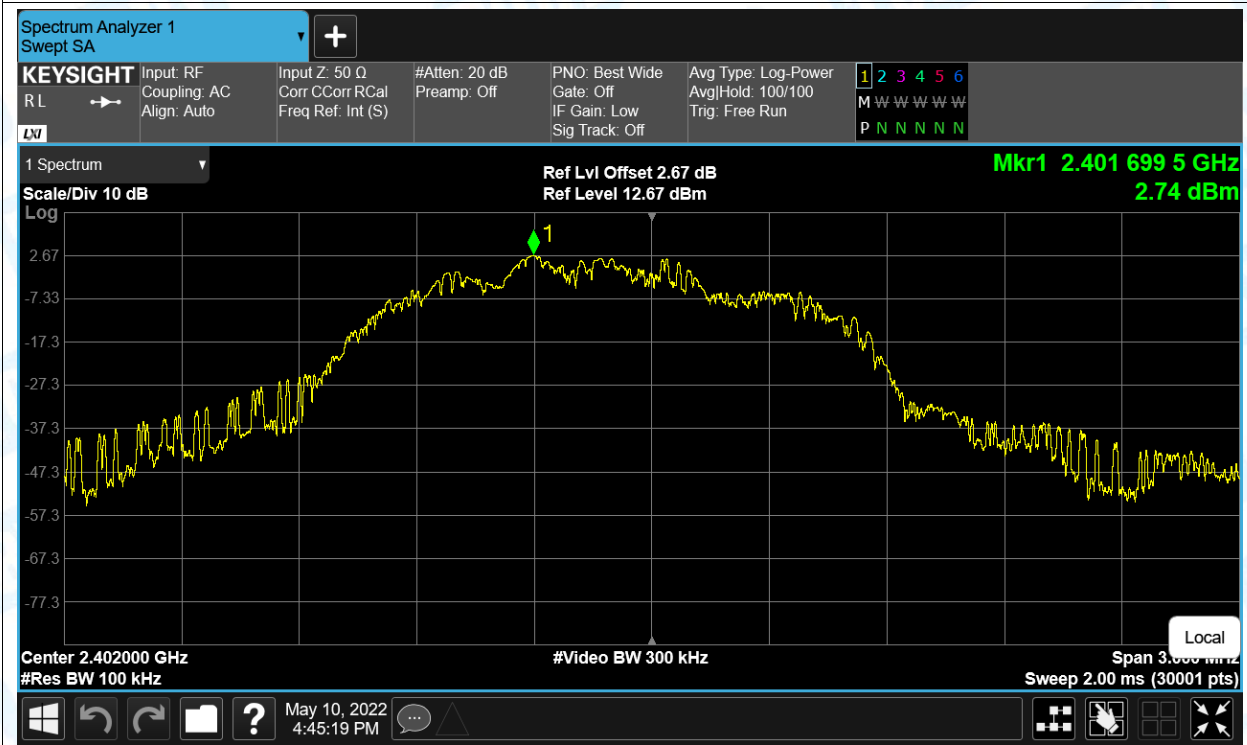 Spectrum Analyzer 1
Swept SA
KEYSIGHT
R L
LXI
Input: RF
Coupling: AC
Align: Auto
Input Z: 50 Ω
Corr CCorr RCal
Freq Ref: Int (S)
#Atten: 20 dB
Preamp: Off
PNO: Best Wide
Gate: Off
IF Gain: Low
Sig Track: Off
Avg Type: Log-Power
Avg|Hold: 100/100
Trig: Free Run
1 2 3 4 5 6
M W W W W W
P N N N N N
1 Spectrum
Scale/Div 10 dB
Log
Ref Lvl Offset 2.67 dB
Ref Level 12.67 dBm
Mkr1 2.401 699 5 GHz
2.74 dBm
1
2.67
-7.33
-17.3
-27.3
-37.3
-47.3
-57.3
-67.3
-77.3
Local
Center 2.402000 GHz
#Video BW 300 kHz
Span 3.000 MHz
#Res BW 100 kHz
Sweep 2.00 ms (30001 pts)
?
May 10, 2022
4:45:19 PM